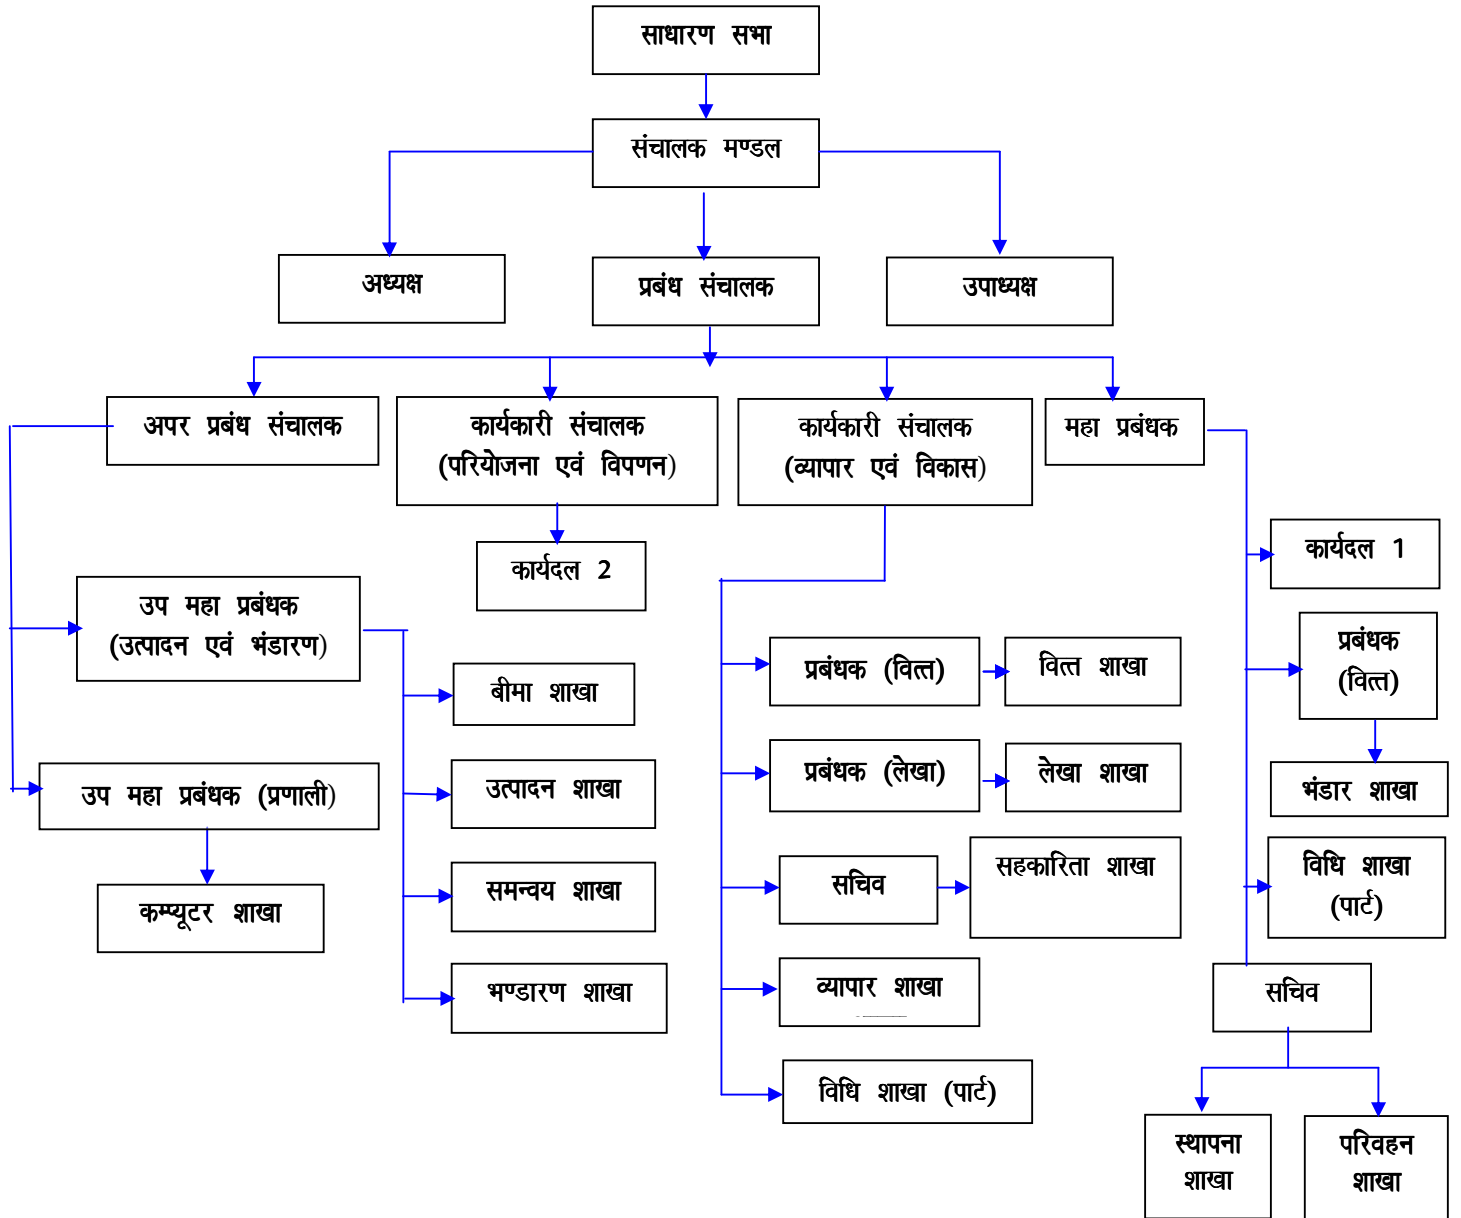 साधारण सभा
संचालक मण्डल
अध्यक्ष
प्रबंध संचालक
उपाध्यक्ष
अपर प्रबंध संचालक
कार्यकारी संचालक
(परियोजना एवं विपणन)
कार्यकारी संचालक
(व्यापार एवं विकास)
महा प्रबंधक
कार्यदल 2
कार्यदल 1
उप महा प्रबंधक
(उत्पादन एवं भंडारण)
बीमा शाखा
प्रबंधक (वित्त)
वित्त शाखा
प्रबंधक
(वित्त)
उप महा प्रबंधक (प्रणाली)
उत्पादन शाखा
प्रबंधक (लेखा)
लेखा शाखा
भंडार शाखा
कम्प्यूटर शाखा
समन्वय शाखा
सचिव
सहकारिता शाखा
विधि शाखा
(पार्ट)
भण्डारण शाखा
व्यापार शाखा
सचिव
विधि शाखा (पार्ट)
स्थापना
शाखा
परिवहन
शाखा